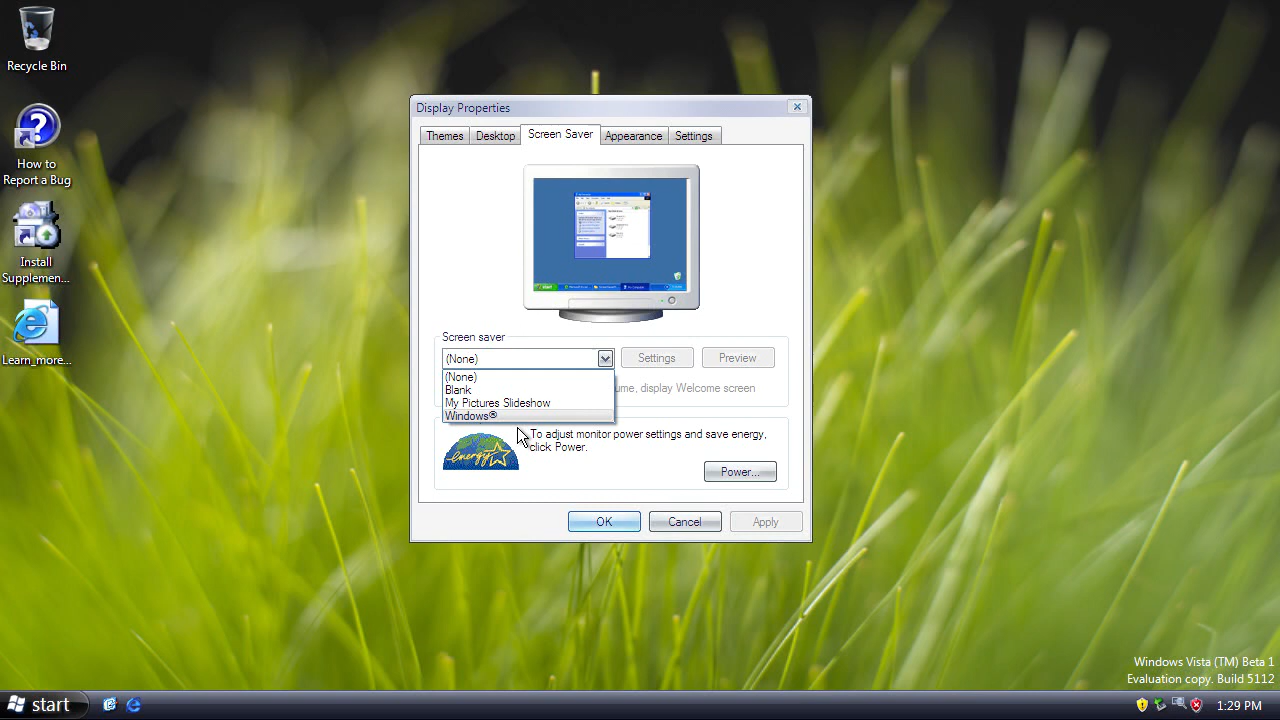 Recycle Bin
How to
Report a Bug
Install
Supplemen...
Learn_more...
Display Properties
Themes
Desktop
Screen Saver
Appearance
Settings
start
Screen saver
(None)
Settings
Preview
(None)
Blank
My Pictures Slideshow
Windows®
ume, display Welcome screen
energy
To adjust monitor power settings and save energy,
click Power.
Power...
OK
Cancel
Apply
Windows Vista (TM) Beta 1
Evaluation copy. Build 5112
start
1:29 PM